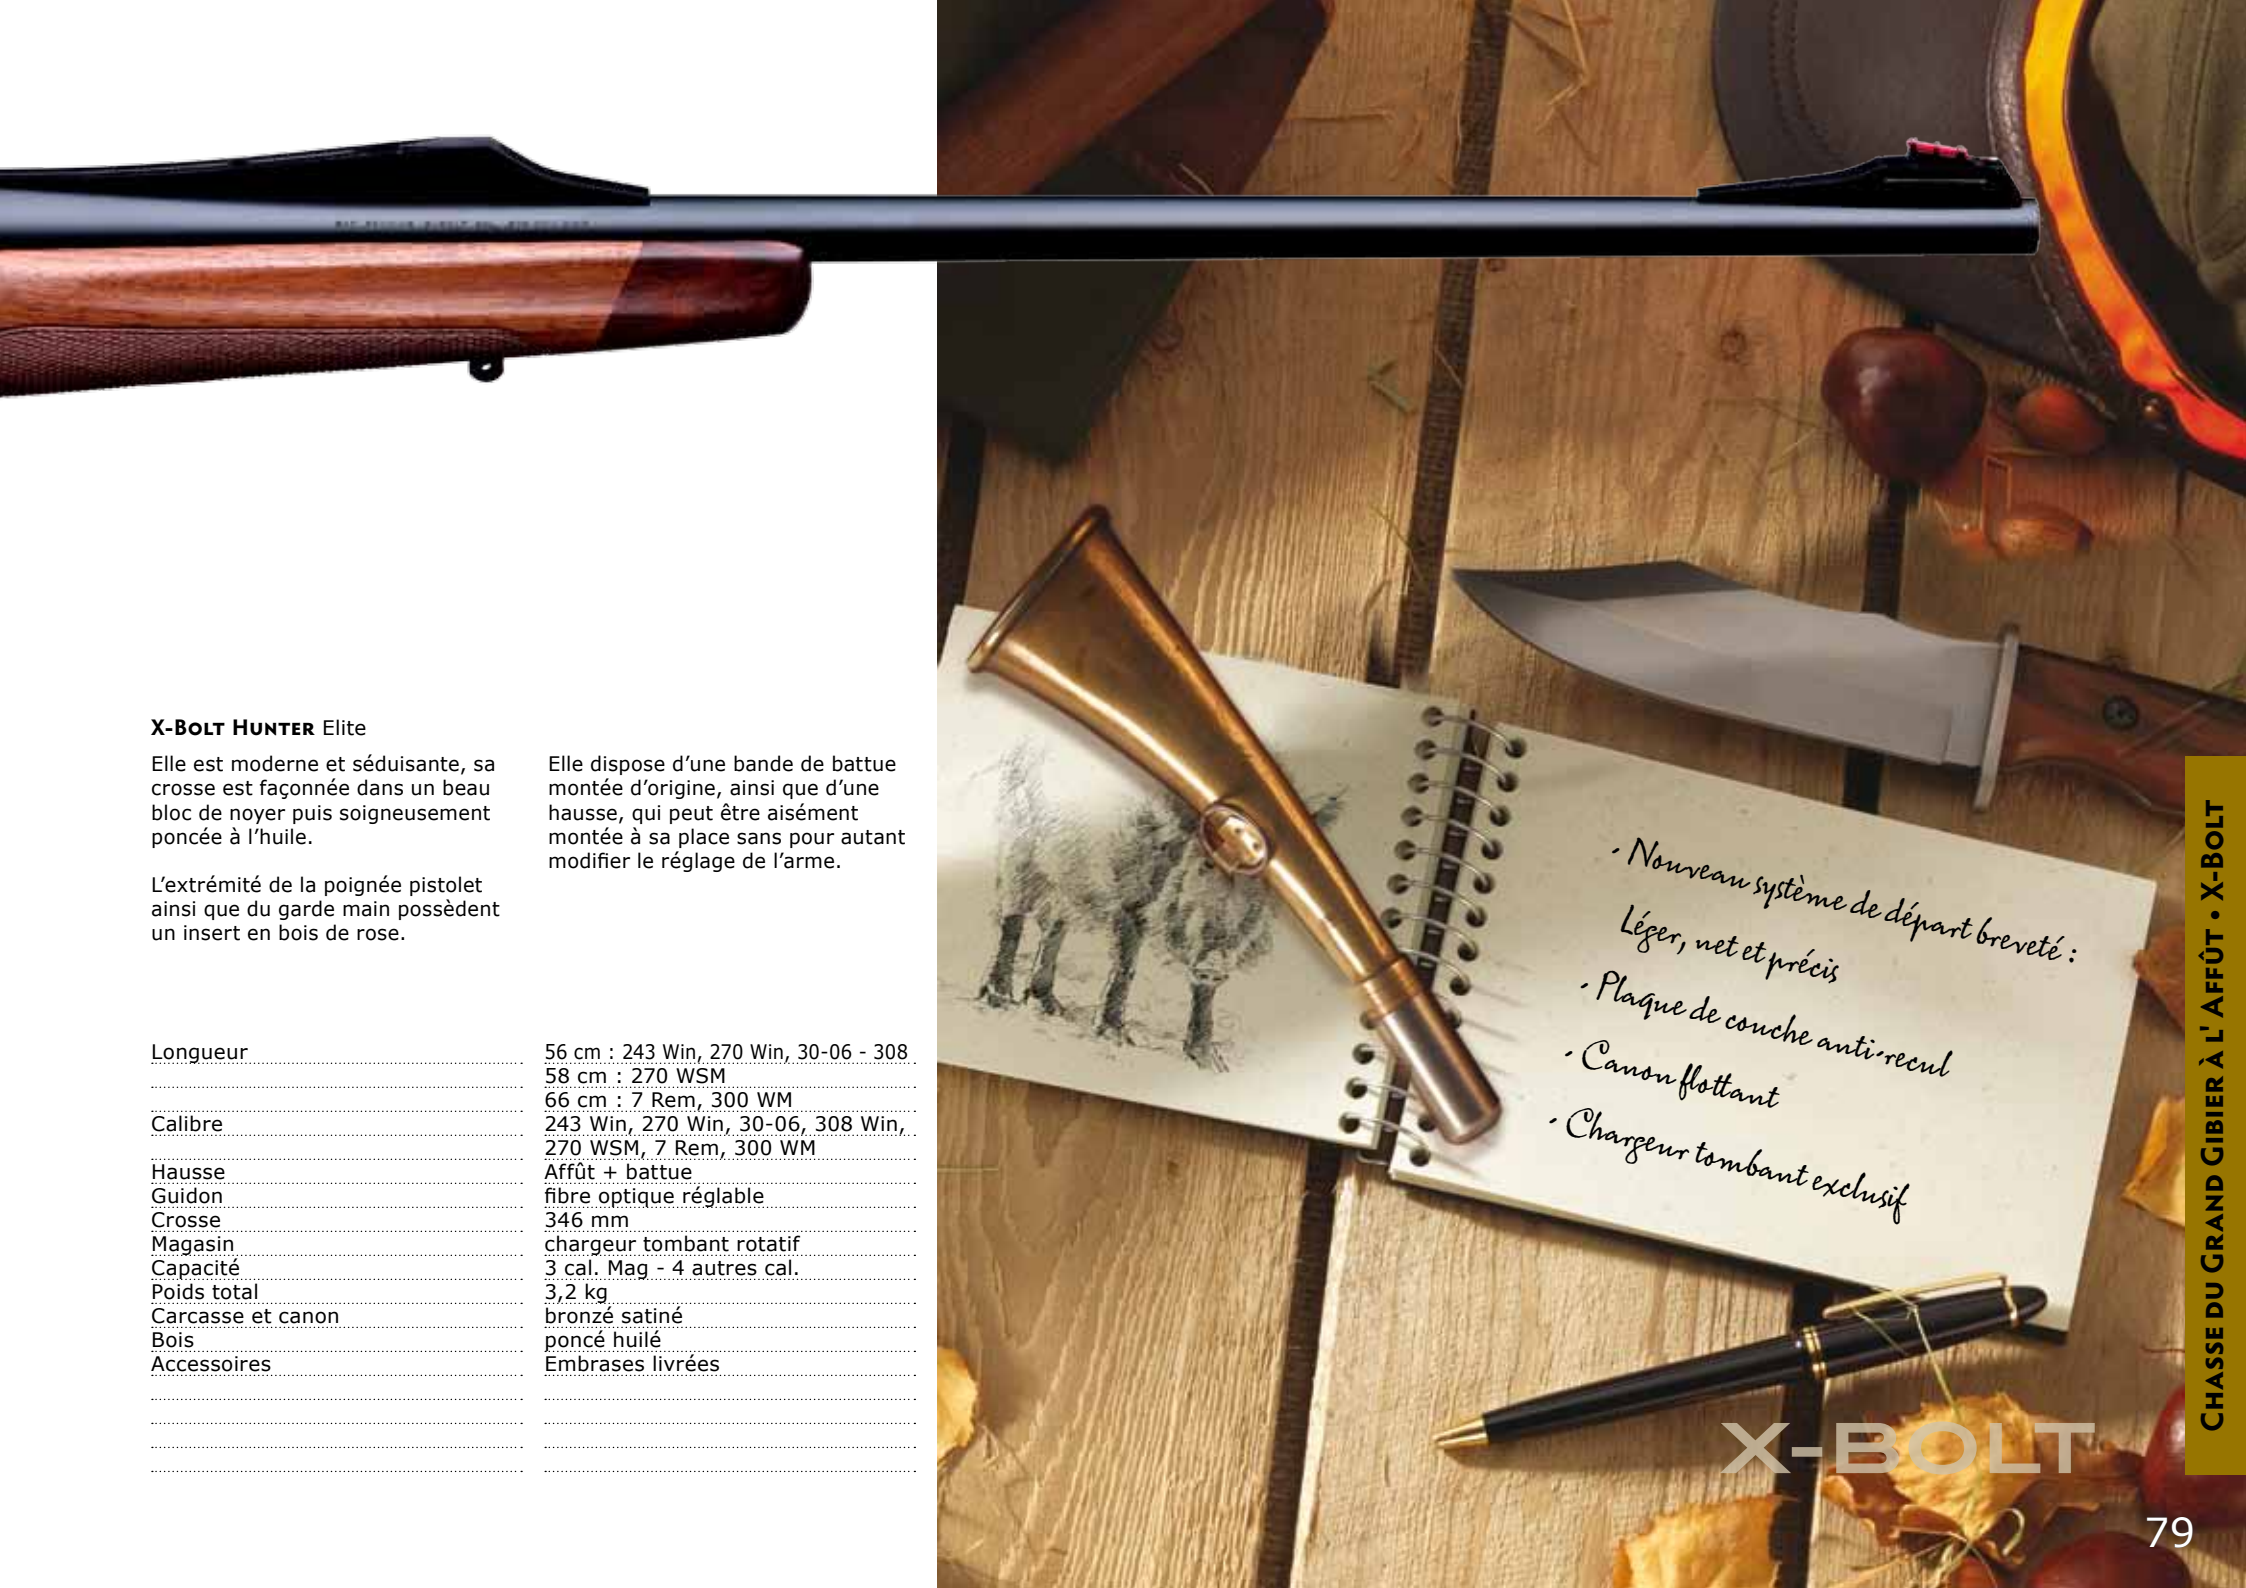 X-Bolt Hunter Elite
Elle est moderne et séduisante, sa
crosse est façonnée dans un beau
bloc de noyer puis soigneusement
poncée à l’huile.
L’extrémité de la poignée pistolet
ainsi que du garde main possèdent
un insert en bois de rose.
Elle dispose d’une bande de battue
montée d’origine, ainsi que d’une
hausse, qui peut être aisément
montée à sa place sans pour autant
modifier le réglage de l’arme.
Longueur 56 cm : 243 Win, 270 Win, 30-06 - 308
58 cm : 270 WSM
66 cm : 7 Rem, 300 WM
Calibre 243 Win, 270 Win, 30-06, 308 Win,
270 WSM, 7 Rem, 300 WM
Hausse Affût + battue
Guidon fibre optique réglable
Crosse 346 mm
Magasin chargeur tombant rotatif
Capacité 3 cal. Mag - 4 autres cal.
Poids total 3,2 kg
Carcasse et canon bronzé satiné
Bois poncé huilé
Accessoires Embrases livrées
· Nouveau système de départ breveté :
Léger, net et précis
· Plaque de couche anti-recul
· Canon flottant
· Chargeur tombant exclusif
X-BOLT
Chasse du Grand Gibier à l' Affût • X-Bolt
79